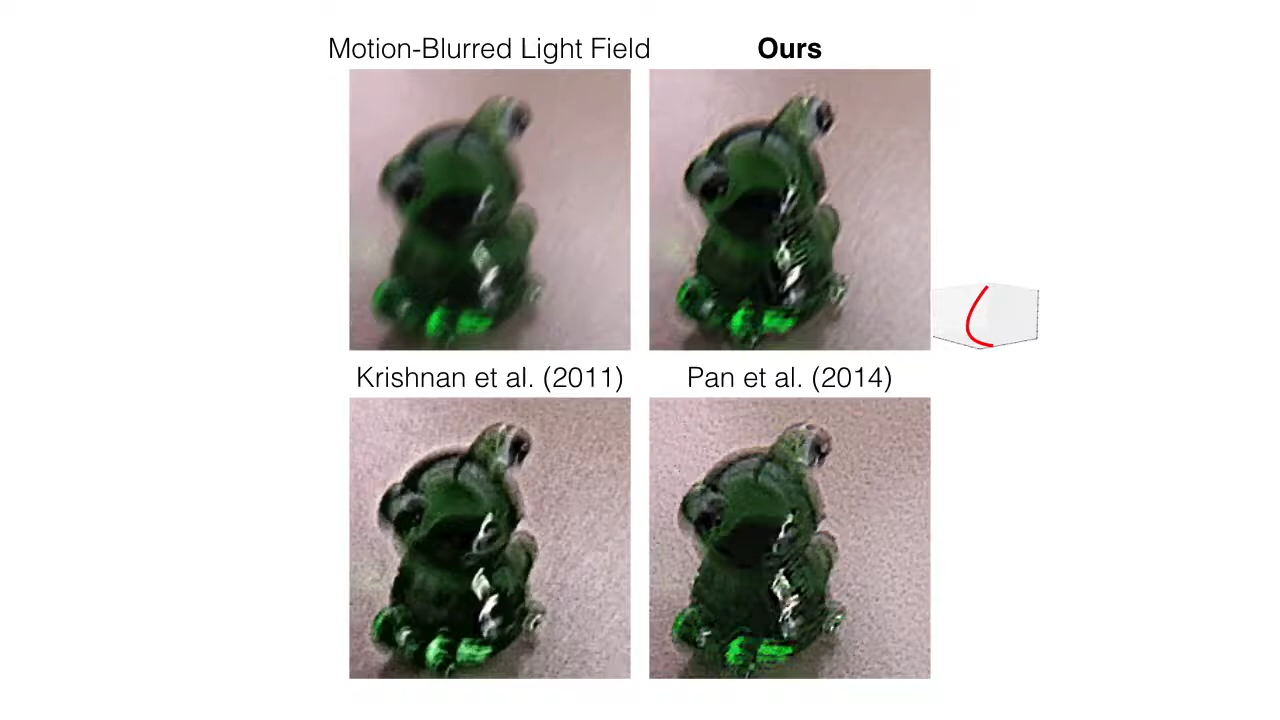 Motion-Blurred Light Field
Ours
Krishnan et al. (2011)
Pan et al. (2014)